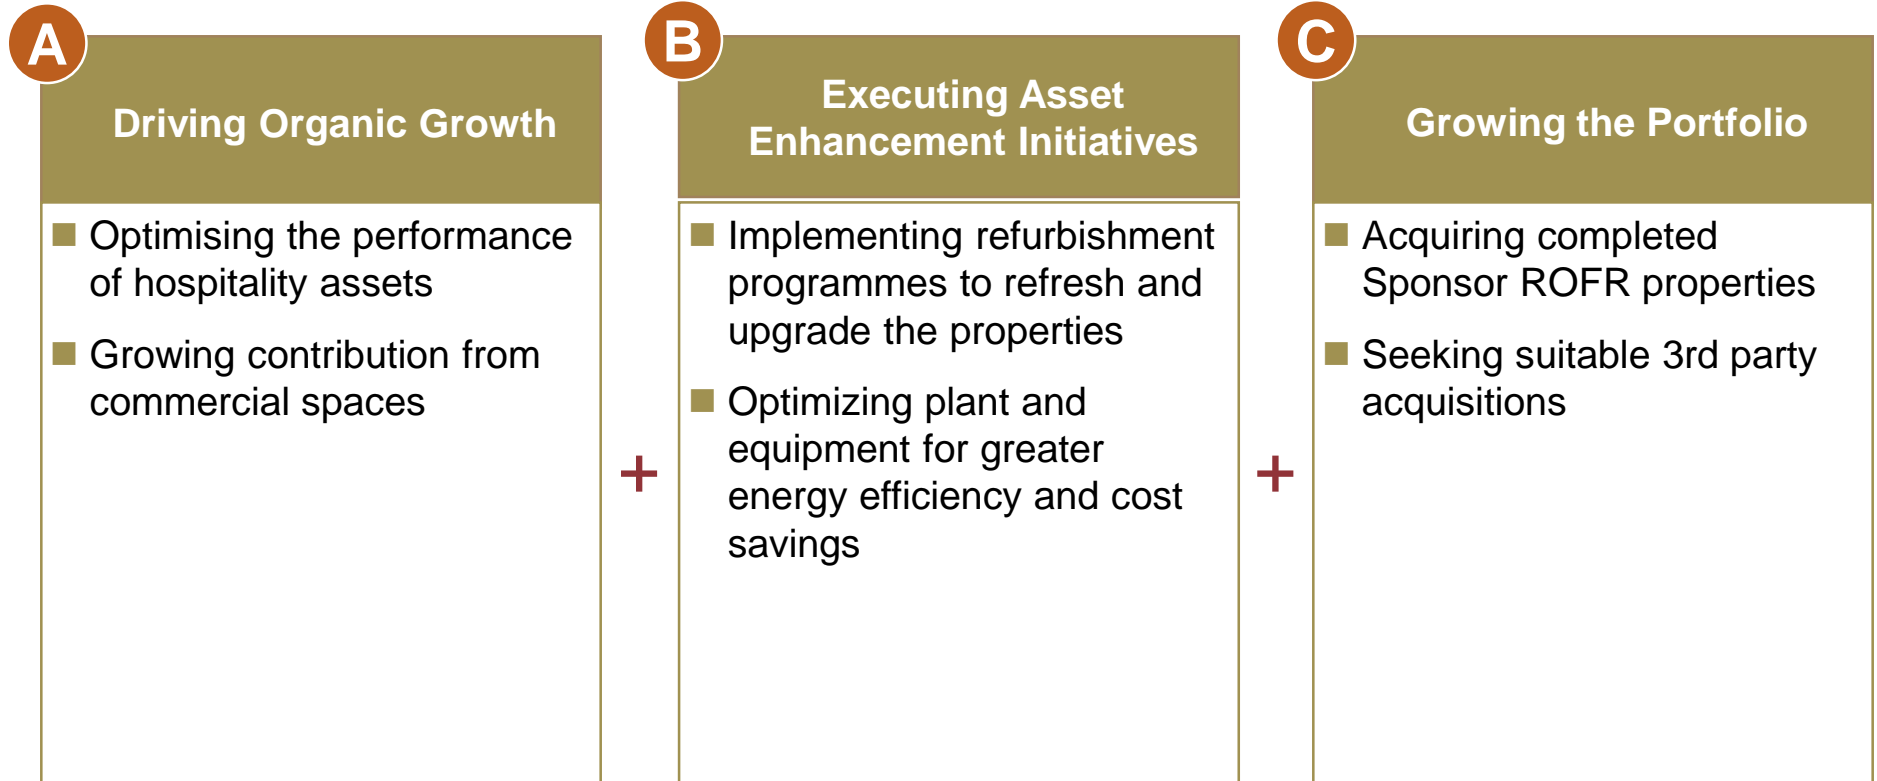 A
Driving Organic Growth
■ Optimising the performance
of hospitality assets
■ Growing contribution from
commercial spaces
+
B
Executing Asset
Enhancement Initiatives
■ Implementing refurbishment
programmes to refresh and
upgrade the properties
■ Optimizing plant and
equipment for greater
energy efficiency and cost
savings
+
C
Growing the Portfolio
■ Acquiring completed
Sponsor ROFR properties
■ Seeking suitable 3rd party
acquisitions